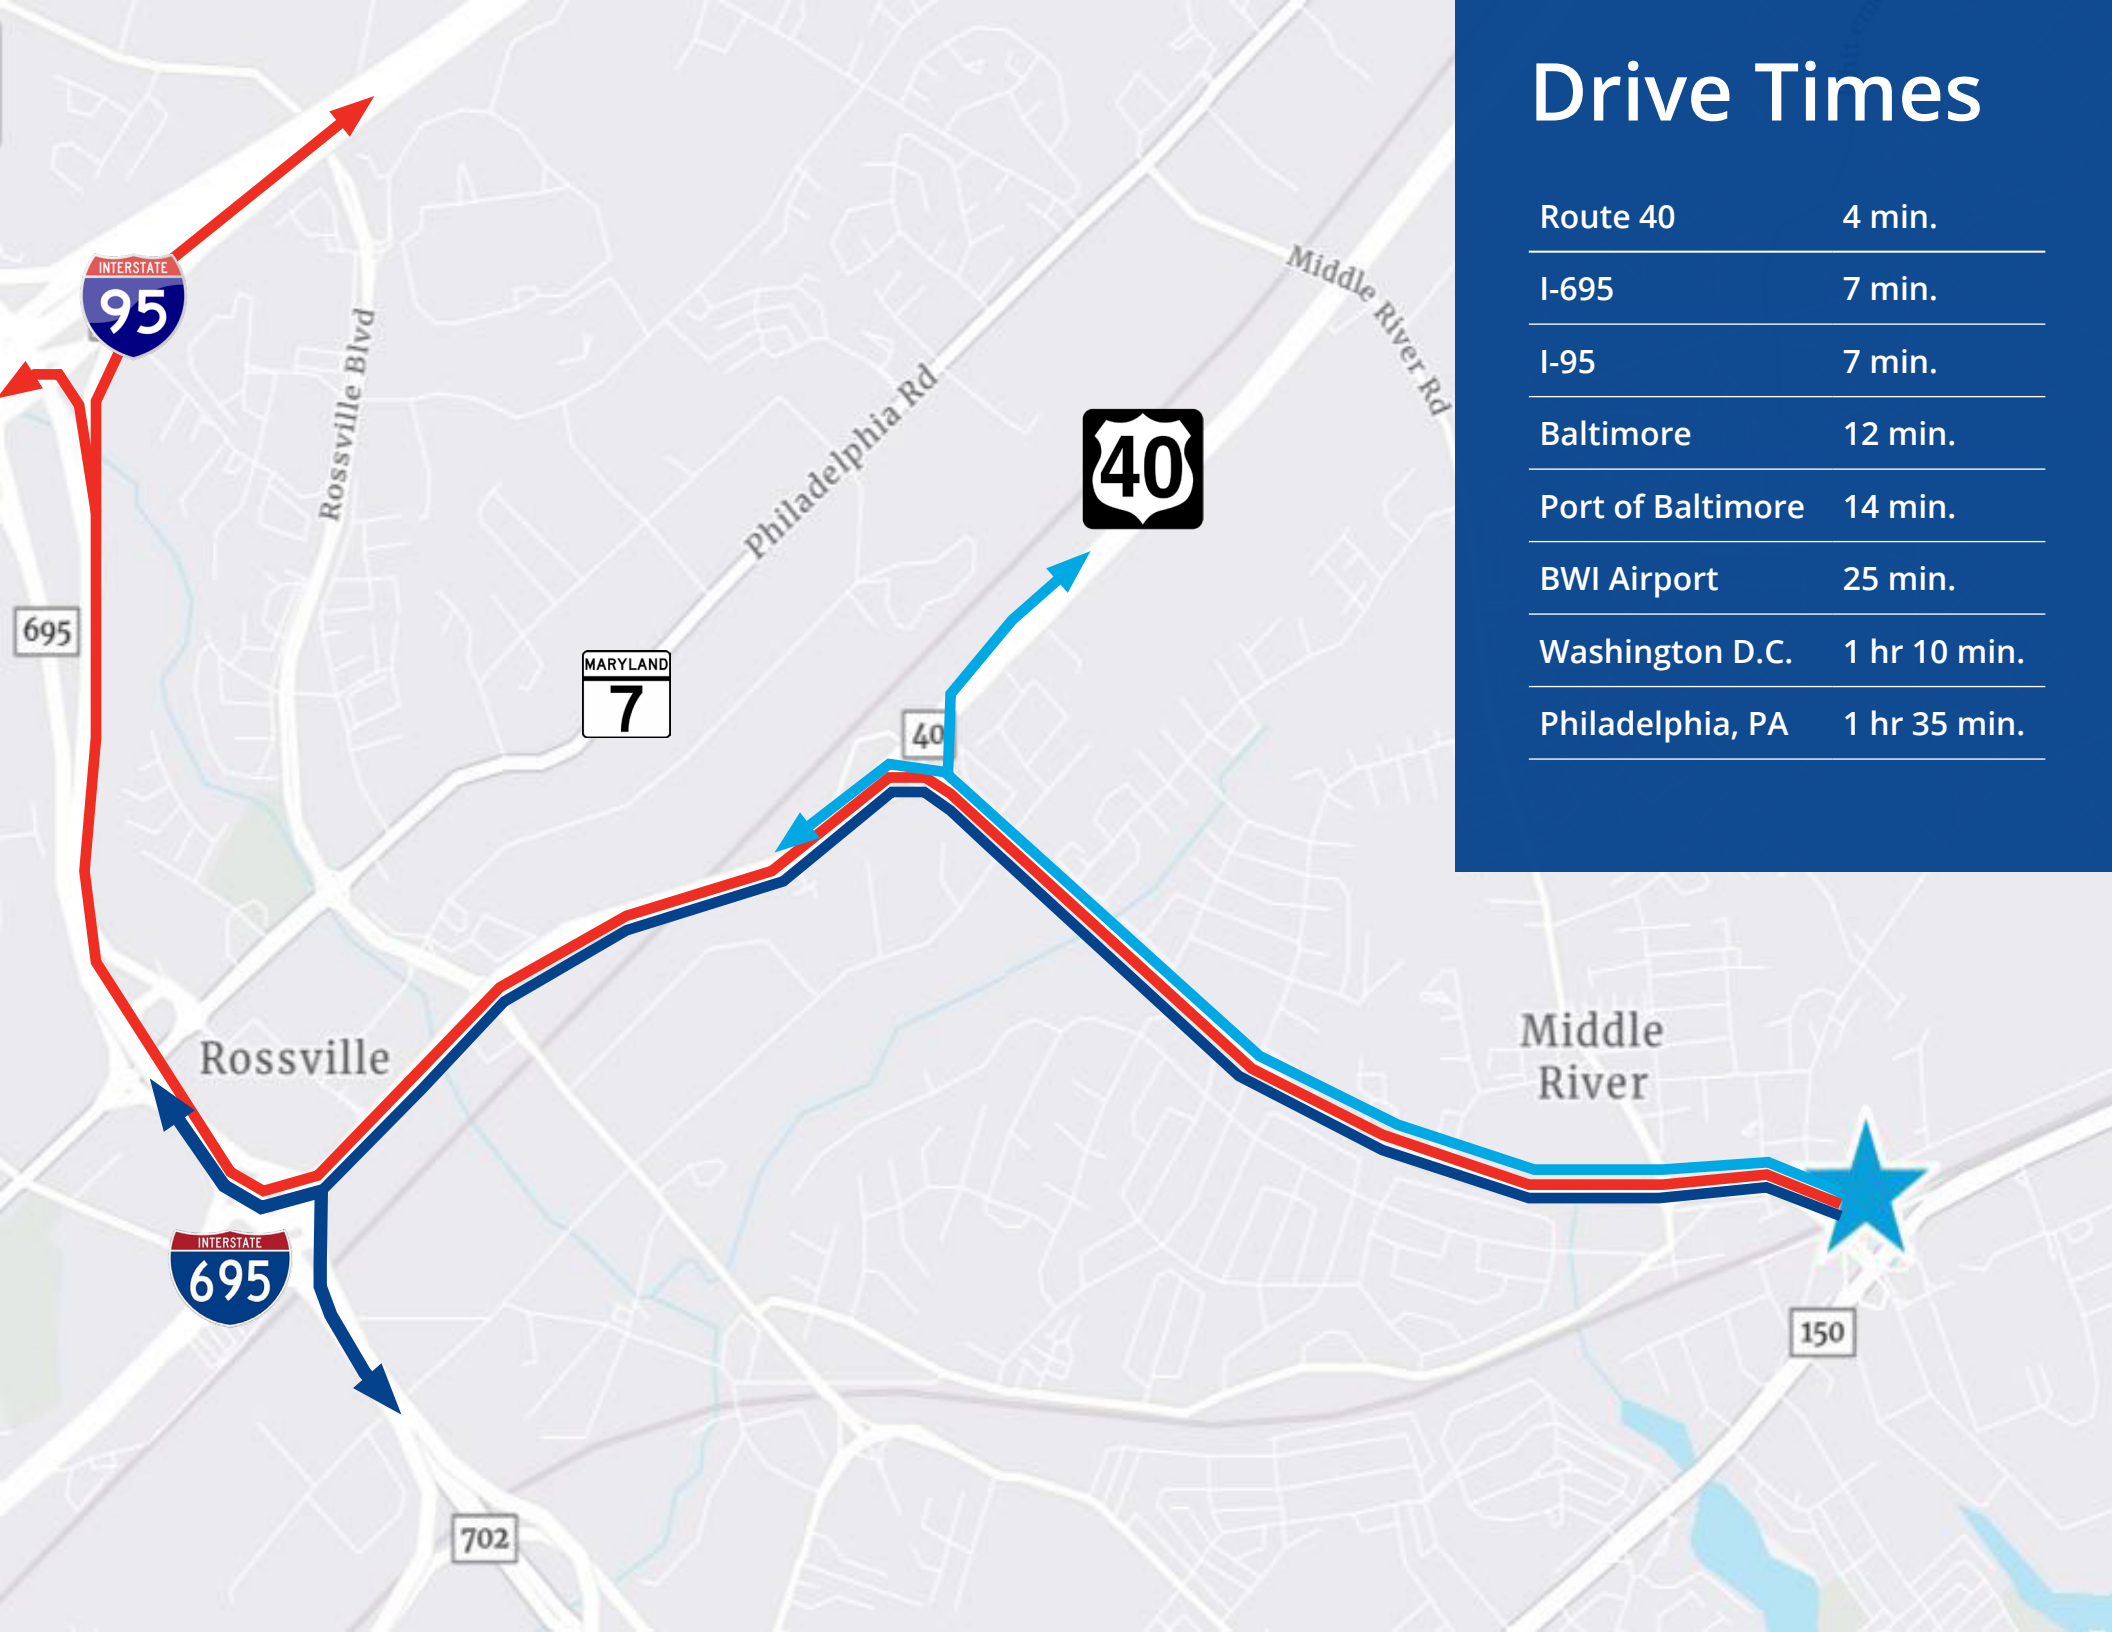 Drive Times
Route 40 4 min.
I-695 7 min.
I-95 7 min.
Baltimore 12 min.
Port of Baltimore 14 min.
BWI Airport 25 min.
Washington D.C. 1 hr 10 min.
Philadelphia, PA 1 hr 35 min.
INTERSTATE
95
Rossville Blvd
Philadelphia Rd
Middle River Rd
40
695
MARYLAND
7
40
Rossville
Middle
River
INTERSTATE
695
150
702